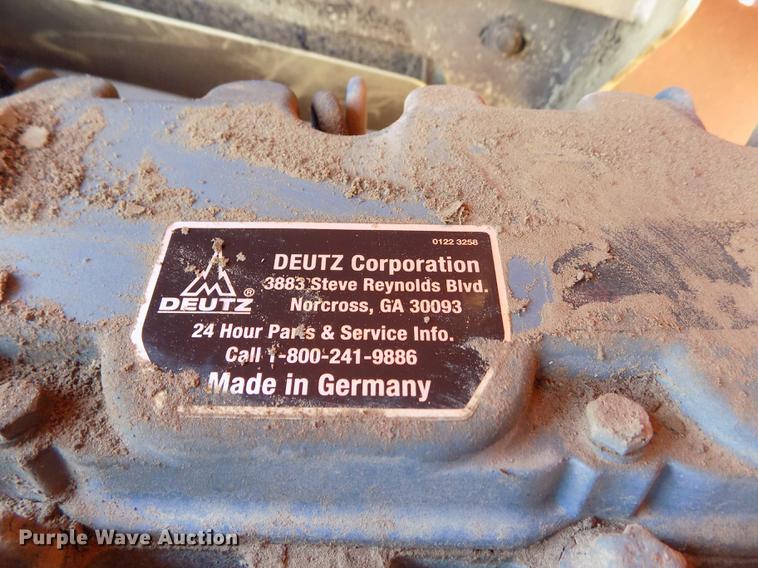 0122 3258
DEUTZ Corporation
3883 Steve Reynolds Blvd.
Norcross, GA 30093
DEUTZ ®
24 Hour Parts & Service Info.
Call 1-800-241-9886
Made in Germany
Purple Wave Auction